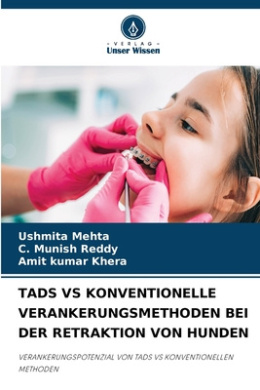 VERLAG
Unser Wissen
Ushmita Mehta
C. Munish Reddy
Amit kumar Khera
TADS VS KONVENTIONELLE
VERANKERUNGSMETHODEN BEI
DER RETRAKTION VON HUNDEN
VERANKERUNGSPOTENZIAL VON TADS VS KONVENTIONELLEN
METHODEN